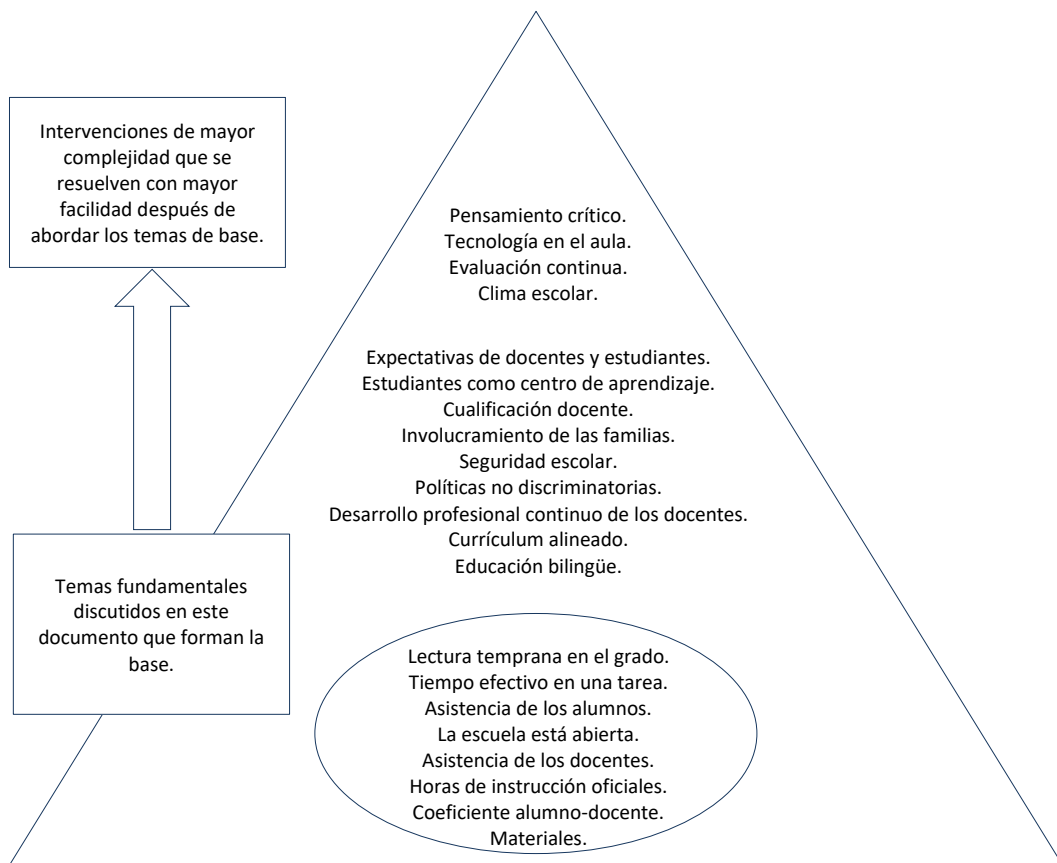 Intervenciones de mayor
complejidad que se
resuelven con mayor
facilidad después de
abordar los temas de base.
Pensamiento crítico.
Tecnología en el aula.
Evaluación continua.
Clima escolar.
Expectativas de docentes y estudiantes.
Estudiantes como centro de aprendizaje.
Cualificación docente.
Involucramiento de las familias.
Seguridad escolar.
Políticas no discriminatorias.
Desarrollo profesional continuo de los docentes.
Currículum alineado.
Educación bilingüe.
Temas fundamentales
discutidos en este
documento que forman la
base.
Lectura temprana en el grado.
Tiempo efectivo en una tarea.
Asistencia de los alumnos.
La escuela está abierta.
Asistencia de los docentes.
Horas de instrucción oficiales.
Coeficiente alumno-docente.
Materiales.